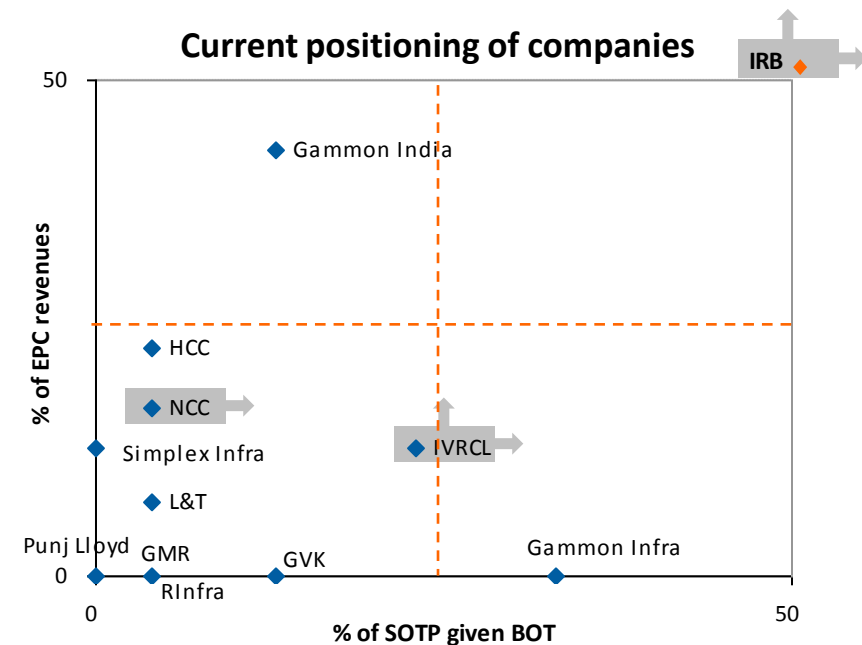 Current positioning of companies
IRB
50
Gammon India
% of EPC revenues
HCC
NCC
IVRCL
Simplex Infra
L&T
Punj Lloyd
GMR
GVK
Gammon Infra
0
RInfra
0
50
% of SOTP given BOT